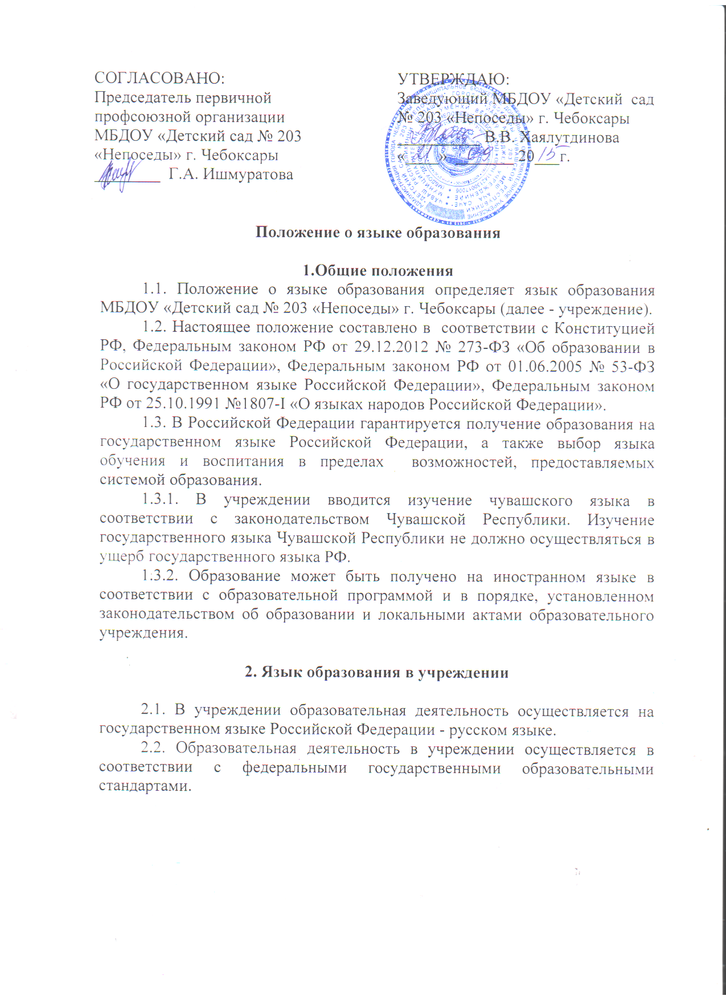 СОГЛАСОВАНО:
Председатель первичной
профсоюзной организации
МБДОУ «Детский сад № 203
«Непоседы» г. Чебоксары
________ Г.А. Ишмуратова
УТВЕРЖДАЮ:
Заведующий МБДОУ «Детский сад
№ 203 «Непоседы» г. Чебоксары
__________ В.В. Хаялутдинова
« » 09 2015г.
Положение о языке образования
1.Общие положения
1.1. Положение о языке образования определяет язык образования
МБДОУ «Детский сад № 203 «Непоседы» г. Чебоксары (далее - учреждение).
1.2. Настоящее положение составлено в соответствии с Конституцией
РФ, Федеральным законом РФ от 29.12.2012 № 273-ФЗ «Об образовании в
Российской Федерации», Федеральным законом РФ от 01.06.2005 № 53-ФЗ
«О государственном языке Российской Федерации», Федеральным законом
РФ от 25.10.1991 №1807-I «О языках народов Российской Федерации».
1.3. В Российской Федерации гарантируется получение образования на
государственном языке Российской Федерации, а также выбор языка
обучения и воспитания в пределах возможностей, предоставляемых
системой образования.
1.3.1. В учреждении вводится изучение чувашского языка в
соответствии с законодательством Чувашской Республики. Изучение
государственного языка Чувашской Республики не должно осуществляться в
ущерб государственного языка РФ.
1.3.2. Образование может быть получено на иностранном языке в
соответствии с образовательной программой и в порядке, установленном
законодательством об образовании и локальными актами образовательного
учреждения.
2. Язык образования в учреждении
2.1. В учреждении образовательная деятельность осуществляется на
государственном языке Российской Федерации - русском языке.
2.2. Образовательная деятельность в учреждении осуществляется в
соответствии с федеральными государственными образовательными
стандартами.